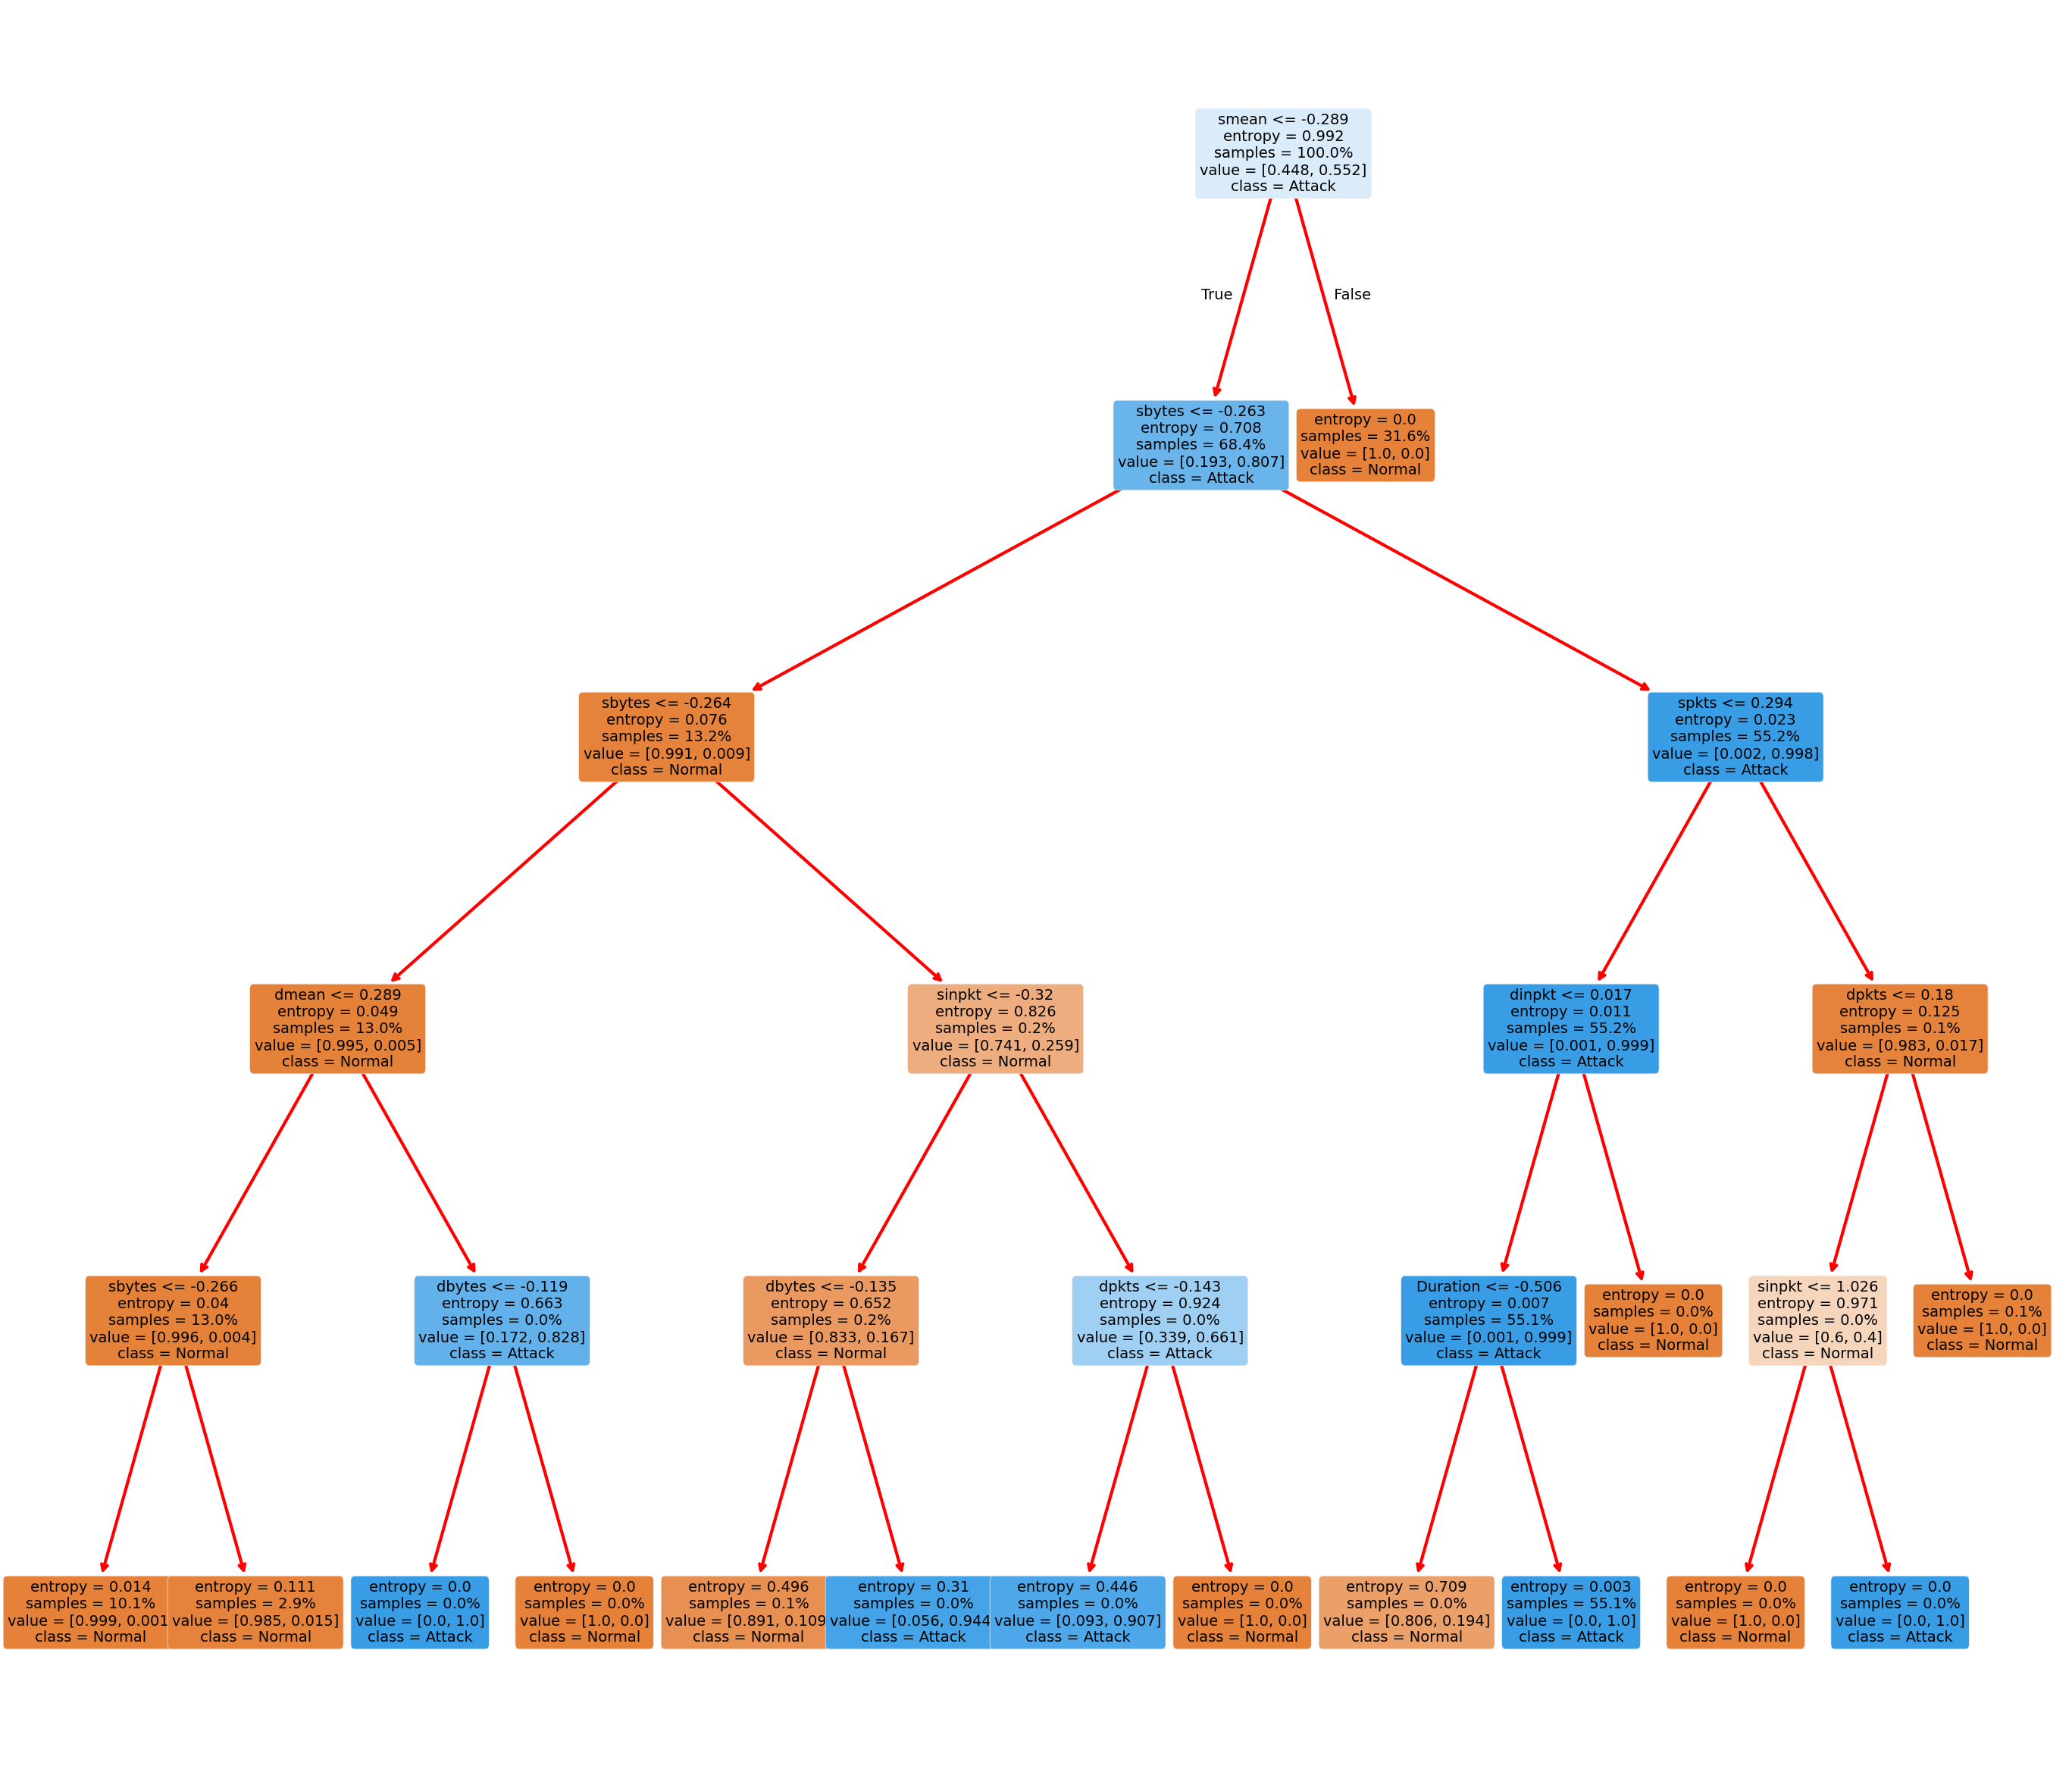 smean <= -0.289
entropy = 0.992
samples = 100.0%
value = [0.448, 0.552]
class = Attack
True
False
sbytes <= -0.263
entropy = 0.708
samples = 68.4%
value = [0.193, 0.807]
class = Attack
entropy = 0.0
samples = 31.6%
value = [1.0, 0.0]
class = Normal
sbytes <= -0.264
entropy = 0.076
samples = 13.2%
value = [0.991, 0.009]
class = Normal
spkts <= 0.294
entropy = 0.023
samples = 55.2%
value = [0.002, 0.998]
class = Attack
dmean <= 0.289
entropy = 0.049
samples = 13.0%
value = [0.995, 0.005]
class = Normal
sinpkt <= -0.32
entropy = 0.826
samples = 0.2%
value = [0.741, 0.259]
class = Normal
dinpkt <= 0.017
entropy = 0.011
samples = 55.2%
value = [0.001, 0.999]
class = Attack
dpkts <= 0.18
entropy = 0.125
samples = 0.1%
value = [0.983, 0.017]
class = Normal
sbytes <= -0.266
entropy = 0.04
samples = 13.0%
value = [0.996, 0.004]
class = Normal
dbytes <= -0.119
entropy = 0.663
samples = 0.0%
value = [0.172, 0.828]
class = Attack
dbytes <= -0.135
entropy = 0.652
samples = 0.2%
value = [0.833, 0.167]
class = Normal
dpkts <= -0.143
entropy = 0.924
samples = 0.0%
value = [0.339, 0.661]
class = Attack
Duration <= -0.506
entropy = 0.007
samples = 55.1%
value = [0.001, 0.999]
class = Attack
entropy = 0.0
samples = 0.0%
value = [1.0, 0.0]
class = Normal
sinpkt <= 1.026
entropy = 0.971
samples = 0.0%
value = [0.6, 0.4]
class = Normal
entropy = 0.0
samples = 0.1%
value = [1.0, 0.0]
class = Normal
entropy = 0.014
samples = 10.1%
value = [0.999, 0.001
class = Normal
entropy = 0.111
samples = 2.9%
value = [0.985, 0.015]
class = Normal
entropy = 0.0
samples = 0.0%
value = [0.0, 1.0]
class = Attack
entropy = 0.0
samples = 0.0%
value = [1.0, 0.0]
class = Normal
entropy = 0.496
samples = 0.1%
value = [0.891, 0.109
class = Normal
entropy = 0.31
samples = 0.0%
value = [0.056, 0.944
class = Attack
entropy = 0.446
samples = 0.0%
value = [0.093, 0.907]
class = Attack
entropy = 0.0
samples = 0.0%
value = [1.0, 0.0]
class = Normal
entropy = 0.709
samples = 0.0%
value = [0.806, 0.194]
class = Normal
entropy = 0.003
samples = 55.1%
value = [0.0, 1.0]
class = Attack
entropy = 0.0
samples = 0.0%
value = [1.0, 0.0]
class = Normal
entropy = 0.0
samples = 0.0%
value = [0.0, 1.0]
class = Attack